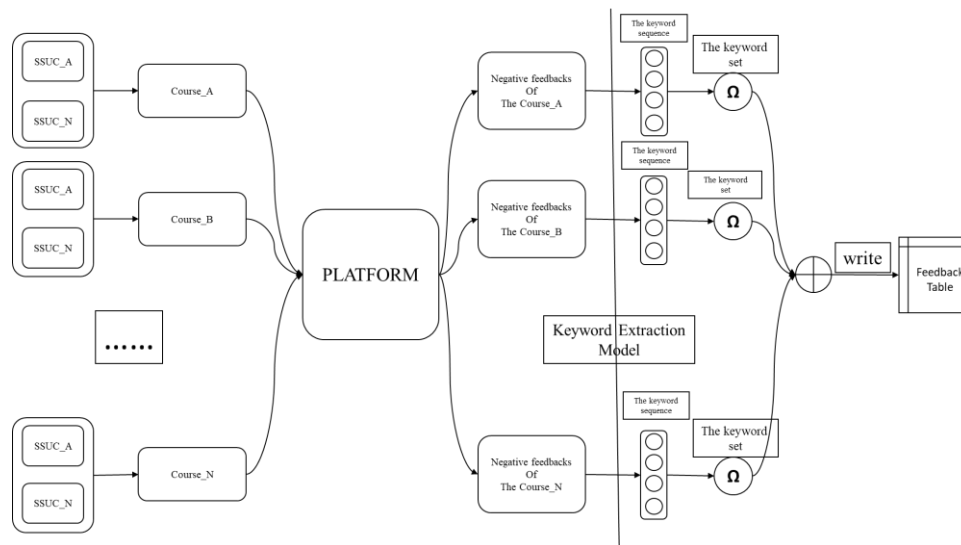 SSUC_A
SSUC_N
Course_A
SSUC_A
SSUC_N
Course_B
......
SSUC_A
SSUC_N
Course_N
PLATFORM
Negative feedbacks
Of
The Course_A
Negative feedbacks
Of
The Course_B
Keyword Extraction
Model
Negative feedbacks
Of
The Course_N
The keyword
sequence
The keyword
set
Ω
The keyword
sequence
The keyword
set
Ω
The keyword
sequence
The keyword
set
Ω
write
Feedback
Table